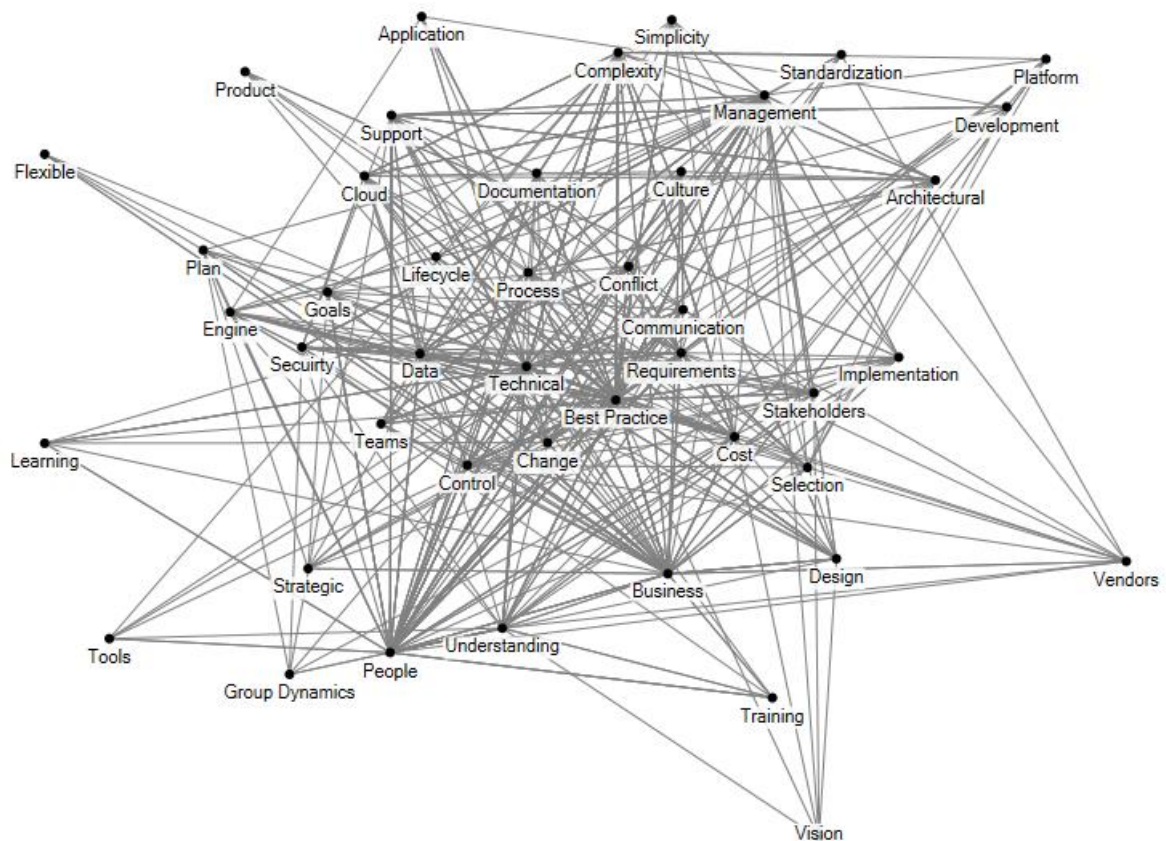 Application
Simplicity
Complexity
Standardization
Platform
Product
Management
Development
Support
Flexible
Cloud
Documentation
Culture
Architectural
Plan
Lifecycle
Process
Conflict
Goals
Engine
Communication
Secuirty
Data
Technical
Requirements
Implementation
Best Practice
Stakeholders
Teams
Learning
Change
Cost
Control
Selection
Strategic
Business
Design
Vendors
Tools
Understanding
People
Group Dynamics
Training
Vision